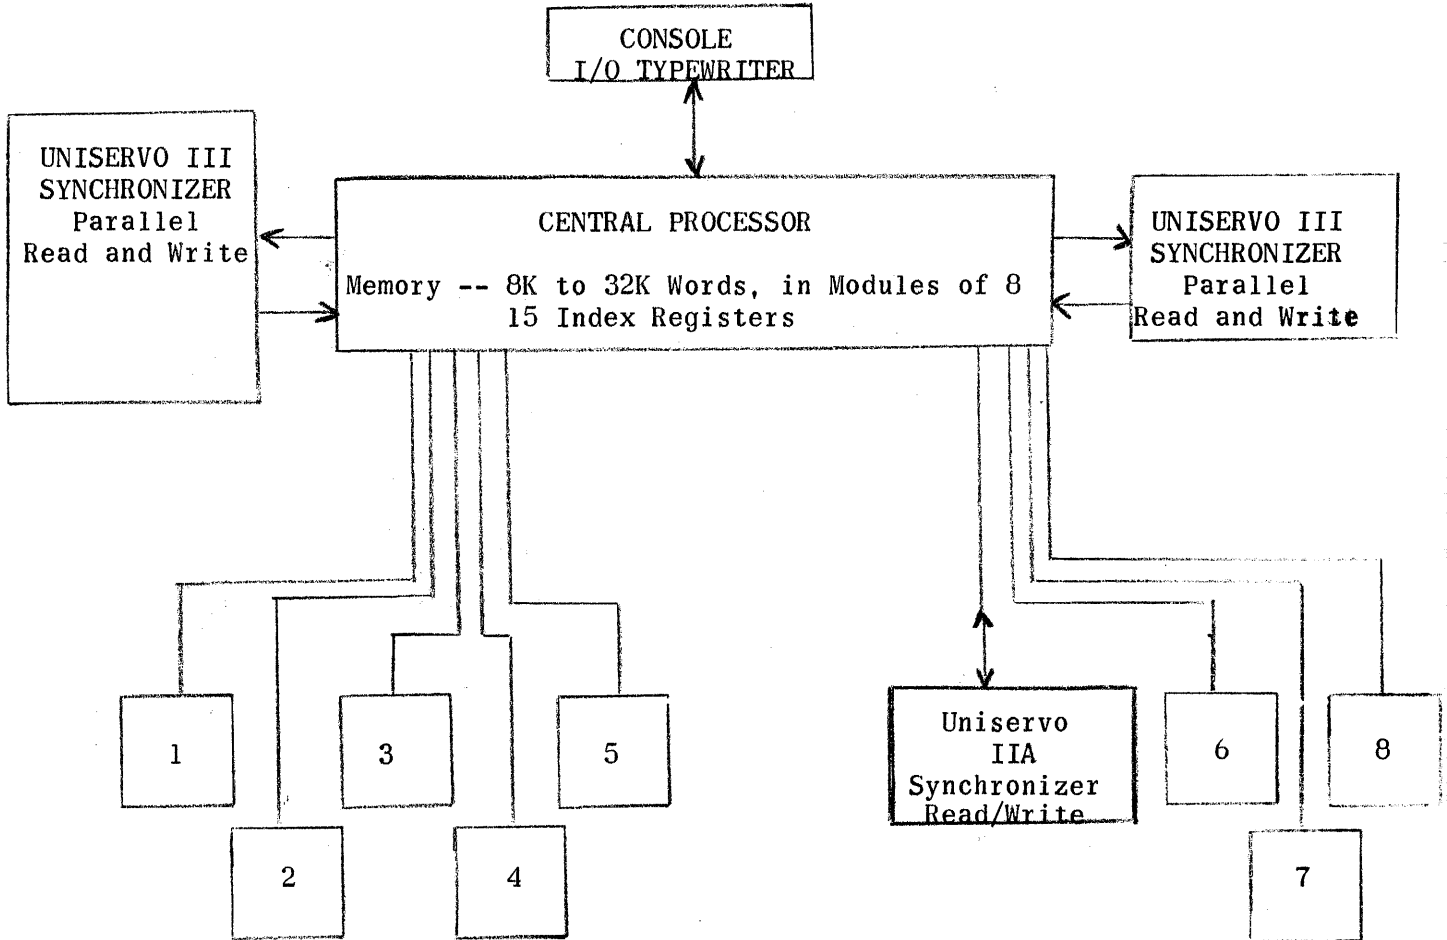 CONSOLE
I/O TYPEWRITER
UNISERVO III
SYNCHRONIZER
Parallel
Read and Write
CENTRAL PROCESSOR
Memory -- 8K to 32K Words, in Modules of 8
15 Index Registers
UNISERVO III
SYNCHRONIZER
Parallel
Read and Write
1
3
5
Uniservo
IIA
Synchronizer
Read/Write
6
8
2
4
7